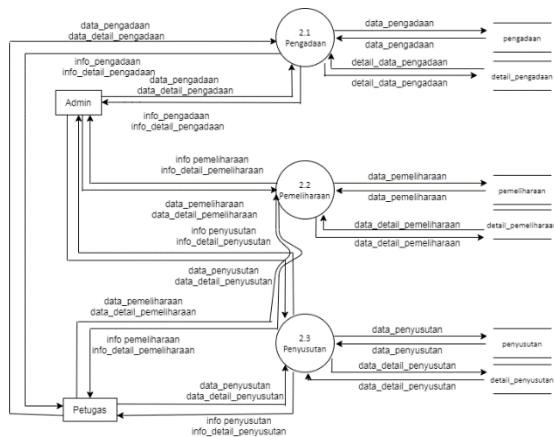 data_pengadaan
data_detail_pengadaan
2.1
Pengadaan
data_pengadaan
data_pengadaan
pengadaan
detail_data_pengadaan
detail_data_pengadaan
detail_pengadaan
info_pengadaan
info_detail_pengadaan
data_pengadaan
data_detail_pengadaan
Admin
info_pengadaan
info_detail_pengadaan
info pemeliharaan
info_detail_pemeliharaan
2.2
Pemeliharaan
data_pemeliharaan
data_pemeliharaan
pemeliharaan
data_detail_pemeliharaan
data_detail_pemeliharaan
detail_pemeliharaan
data_pemeliharaan
data_detail_pemeliharaan
info penyusutan
info_detail_penyusutan
data_penyusutan
data_detail_penyusutan
data_pemeliharaan
data_detail_pemeliharaan
info pemeliharaan
info_detail_pemeliharaan
2.3
Penyusutan
data_penyusutan
data_penyusutan
penyusutan
data_detail_penyusutan
data_detail_penyusutan
detail_penyusutan
data_penyusutan
data_detail_penyusutan
Petugas
info penyusutan
info_detail_penyusutan